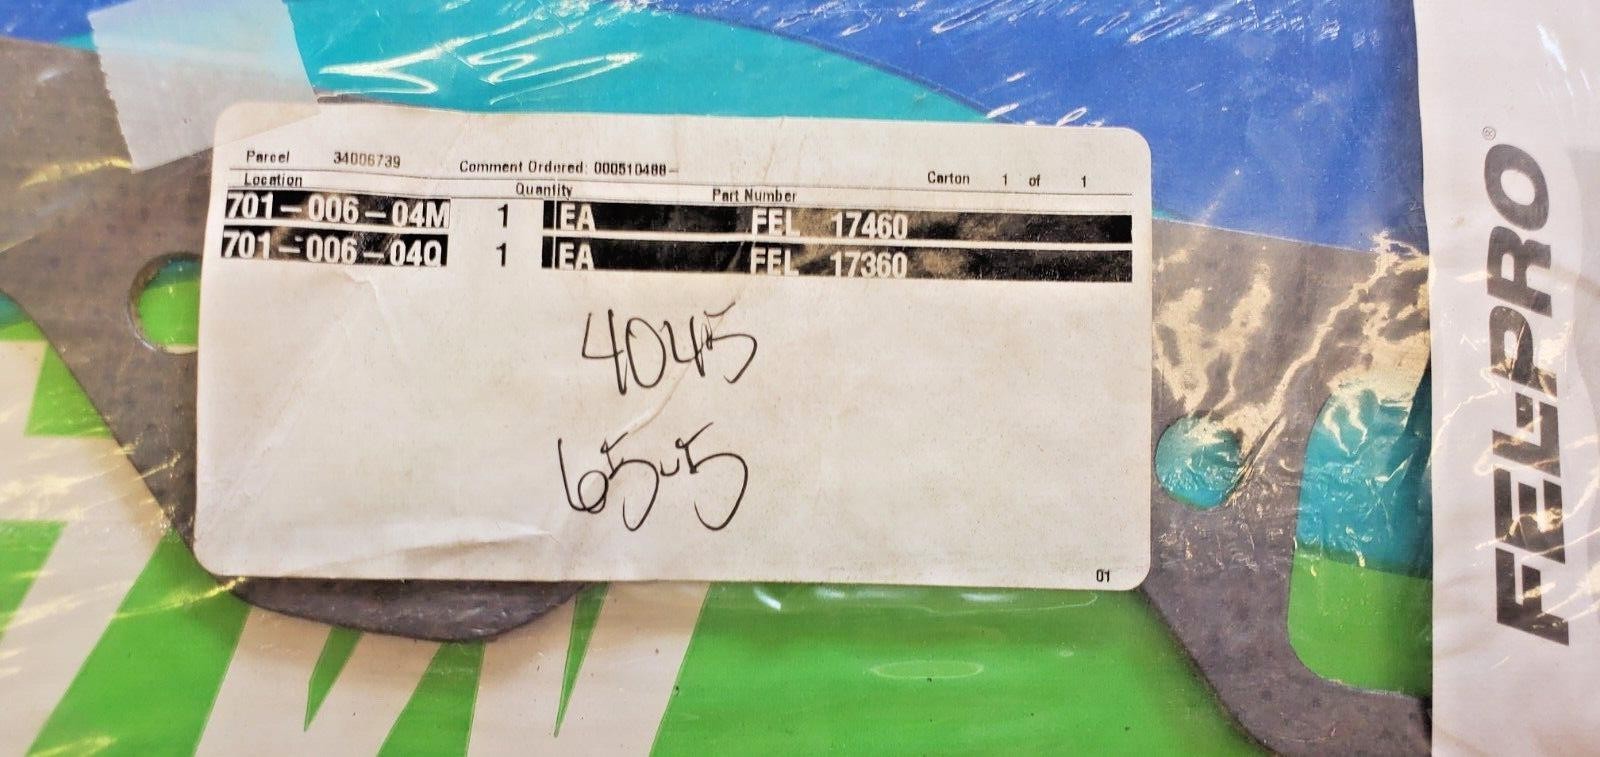 Parcel 34006739 Comment Ordered: 000510488- Carton 1 of 1
Location Quantity Part Number
701-006-04M 1 EA FEL 17460
701-006-04Q 1 EA FEL 17360
4045
6545
01
FEL-PRO®